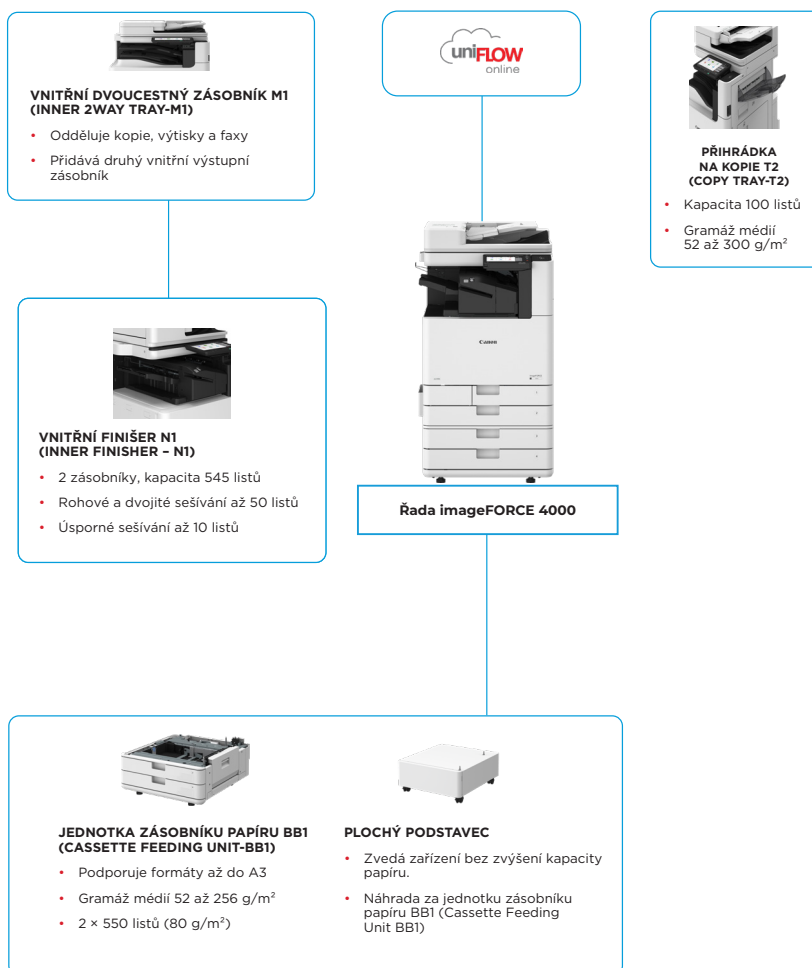 VNITŘNÍ DVOUCESTNÝ ZÁSOBNÍK M1
(INNER 2WAY TRAY-M1)
• Odděluje kopie, výtisky a faxy
• Přidává druhý vnitřní výstupní
zásobník
uniFLOW
online
PŘIHRÁDKA
NA KOPIE T2
(COPY TRAY-T2)
• Kapacita 100 listů
• Gramáž médií
52 až 300 g/m²
Canon
VNITŘNÍ FINIŠER N1
(INNER FINISHER – N1)
• 2 zásobníky, kapacita 545 listů
• Rohové a dvojité sešívání až 50 listů
• Úsporné sešívání až 10 listů
Řada imageFORCE 4000
JEDNOTKA ZÁSOBNÍKU PAPÍRU BB1
(CASSETTE FEEDING UNIT-BB1)
• Podporuje formáty až do A3
• Gramáž médií 52 až 256 g/m²
• 2 × 550 listů (80 g/m²)
PLOCHÝ PODSTAVEC
• Zvedá zařízení bez zvýšení kapacity
papíru.
• Náhrada za jednotku zásobníku
papíru BB1 (Cassette Feeding
Unit BB1)